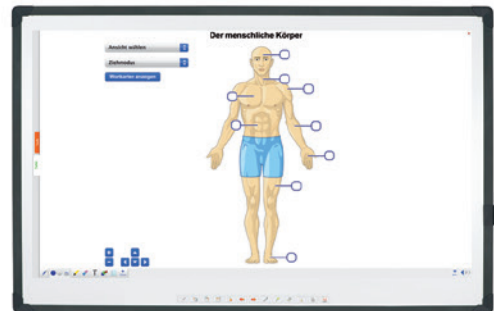 Der menschliche Körper
Ansicht wählen
Ziehmodus
Wortkarten anzeigen